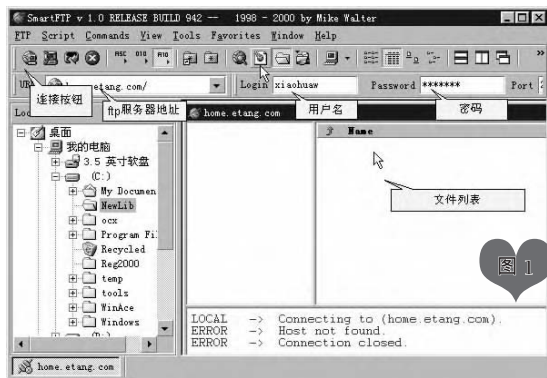 SmartFTP v 1.0 RELEASE BUILD 942 -- 1998 - 2000 by Mike Walter
FTP Script Commands View Tools Favorites Window Help
etang.com/
Login xiaohuaw
Password *******
Port
连接按钮
ftp服务器地址
用户名
密码
home.etang.com
Name
桌面
我的电脑
3.5 英寸软盘
(C:)
My Documen
NewLib
ocx
Program Fi
Recycled
Reg2000
temp
tools
WinAce
Windows
文件列表
图 1
LOCAL -> Connecting to (home.etang.com).
ERROR -> Host not found.
ERROR -> Connection closed.
home.etang.com